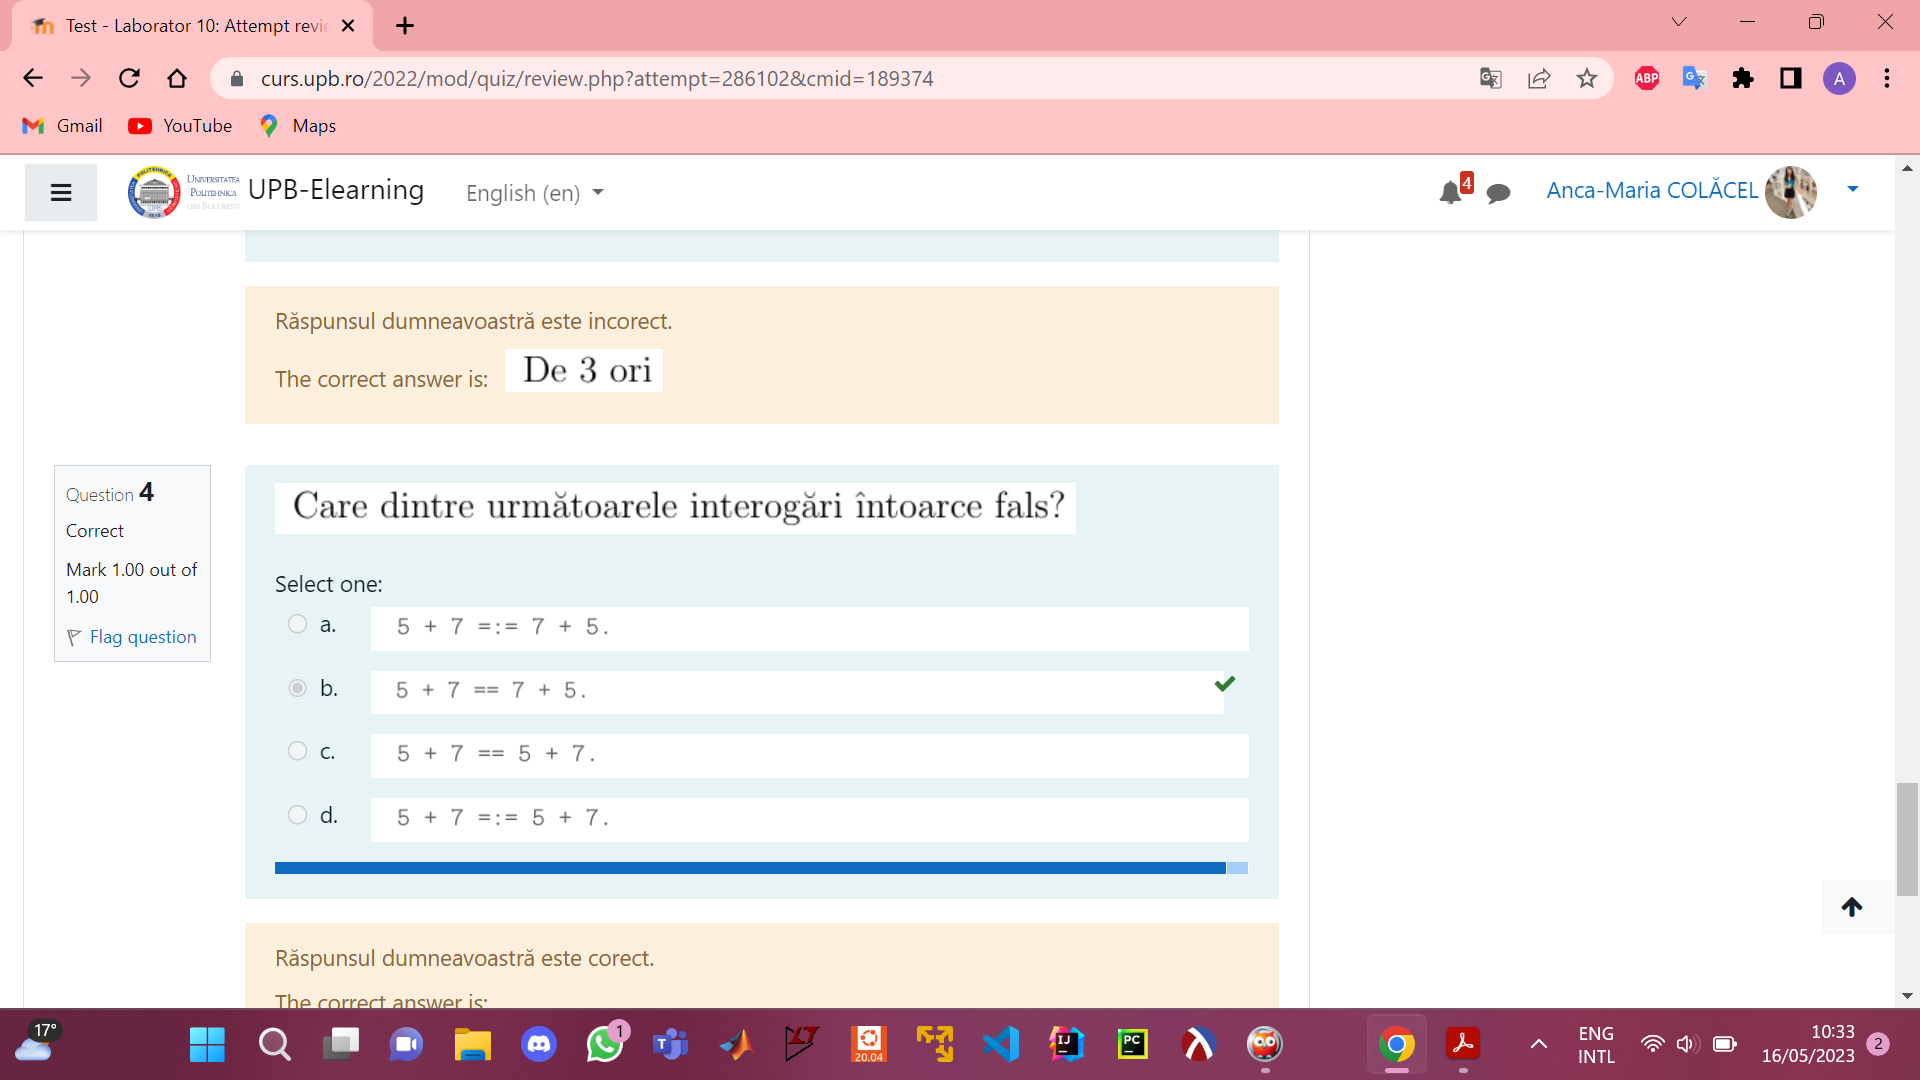 Test - Laborator 10: Attempt revie
curs.upb.ro/2022/mod/quiz/review.php?attempt=286102&cmid=189374
ABP
A
Gmail
YouTube
Maps
UNIVERSITATEA
POLITEHNICA
DIN BUCUREȘTI
UPB-Elearning
English (en)
4
Anca-Maria COLĂCEL
Răspunsul dumneavoastră este incorect.
The correct answer is: De 3 ori
Question 4
Correct
Mark 1.00 out of
1.00
Flag question
Care dintre următoarele interogări întoarce fals?
Select one:
a. 5 + 7 =:= 7 + 5.
b. 5 + 7 == 7 + 5.
c. 5 + 7 == 5 + 7.
d. 5 + 7 =:= 5 + 7.
Răspunsul dumneavoastră este corect.
The correct answer is:
17°
1
20.04
IJ
PC
ENG
INTL
10:33
16/05/2023
2